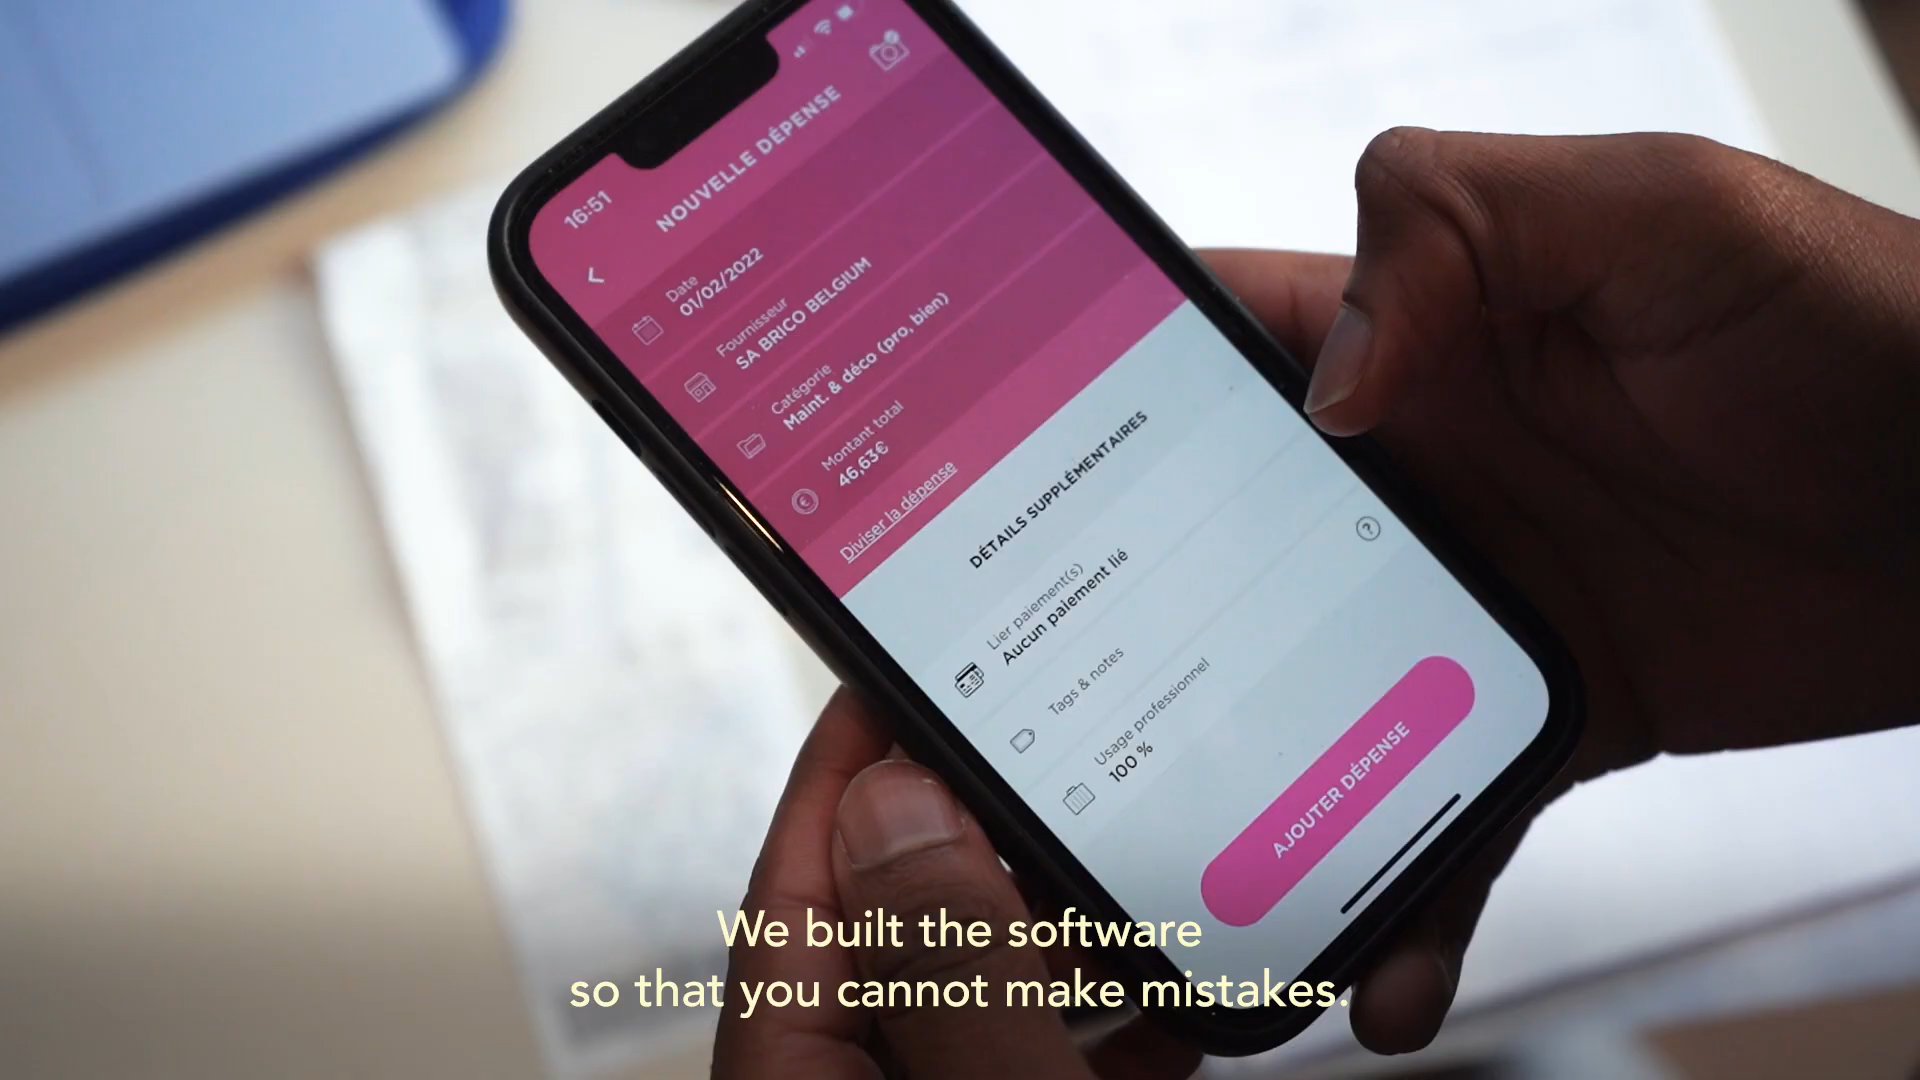 16:51
NOUVELLE DÉPENSE
Date
01/02/2022
Fournisseur
SA BRICO BELGIUM
Catégorie
Maint. & déco (pro, bien)
Montant total
46,63€
Diviser la dépense
DÉTAILS SUPPLÉMENTAIRES
Lier paiement(s)
Aucun paiement lié
?
Tags & notes
Usage professionnel
100 %
AJOUTER DÉPENSE
We built the software
so that you cannot make mistakes.